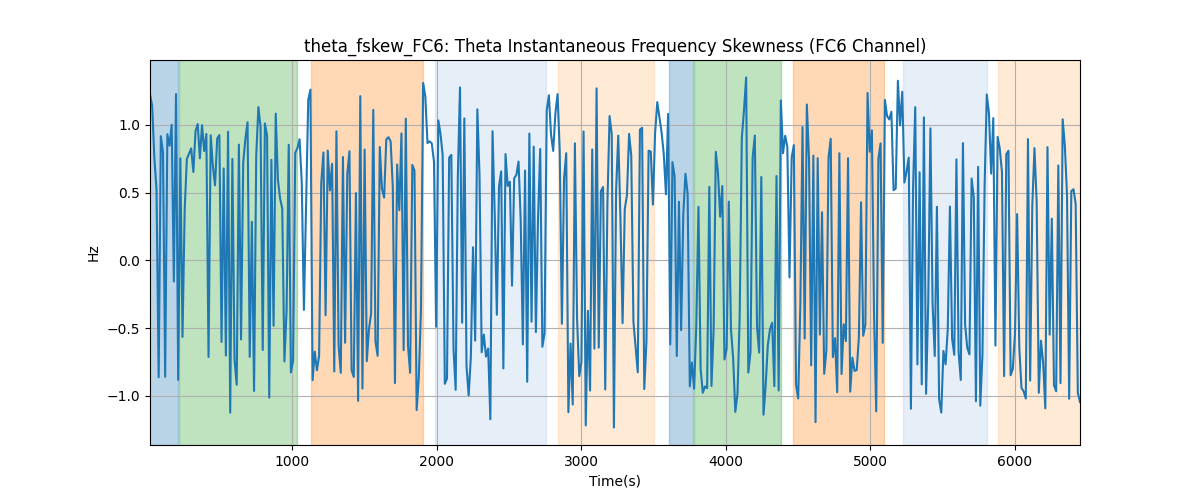 theta_fskew_FC6: Theta Instantaneous Frequency Skewness (FC6 Channel)
Hz
1.0
0.5
0.0
−0.5
−1.0
1000 2000 3000 4000 5000 6000
Time(s)